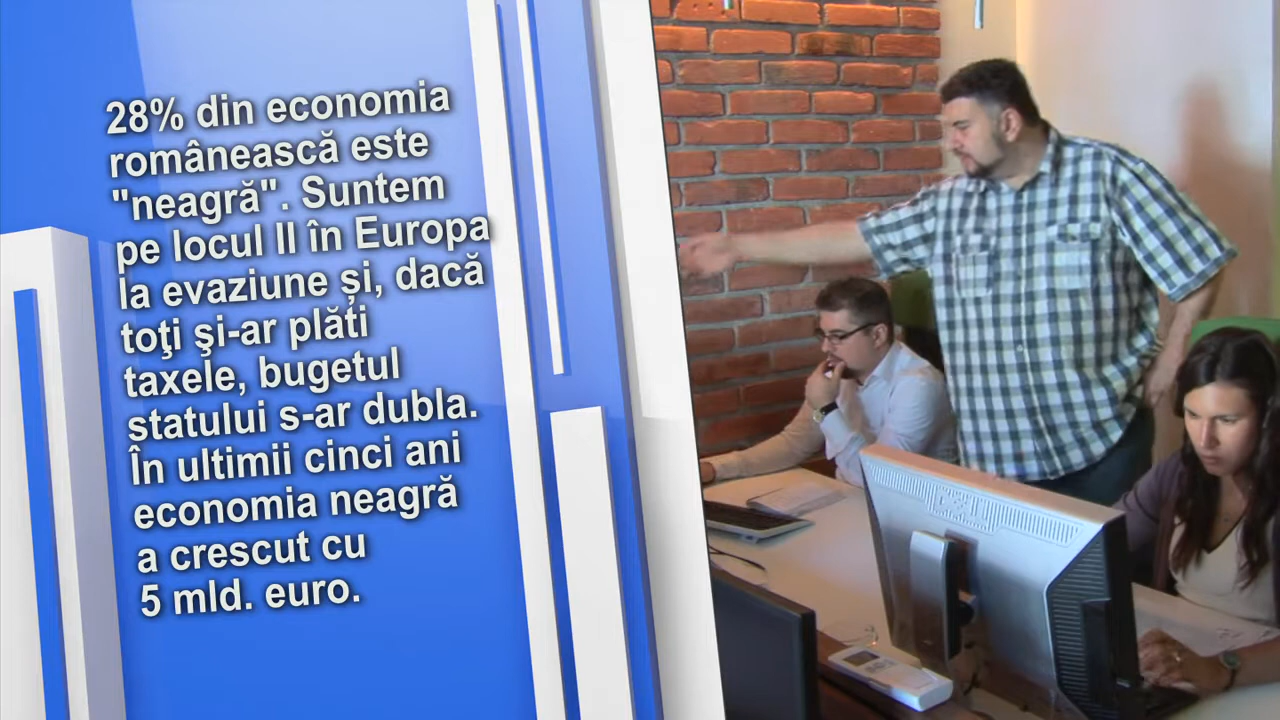 28% din economia
românească este
"neagră". Suntem
pe locul II în Europa
la evaziune și, dacă
toţi şi-ar plăti
taxele, bugetul
statului s-ar dubla.
În ultimii cinci ani
economia neagră
a crescut cu
5 mld. euro.